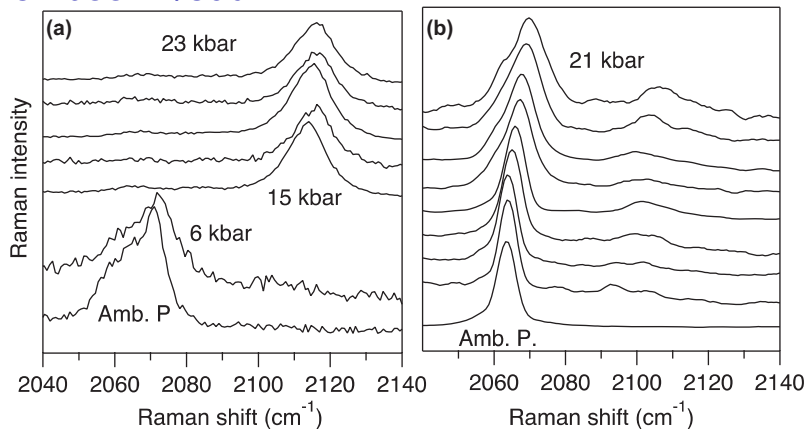 (a)
23 kbar
15 kbar
6 kbar
Amb. P
Raman intensity
2040 2060 2080 2100 2120 2140
Raman shift (cm-1)
(b)
21 kbar
Amb. P.
2060 2080 2100 2120 2140
Raman shift (cm-1)